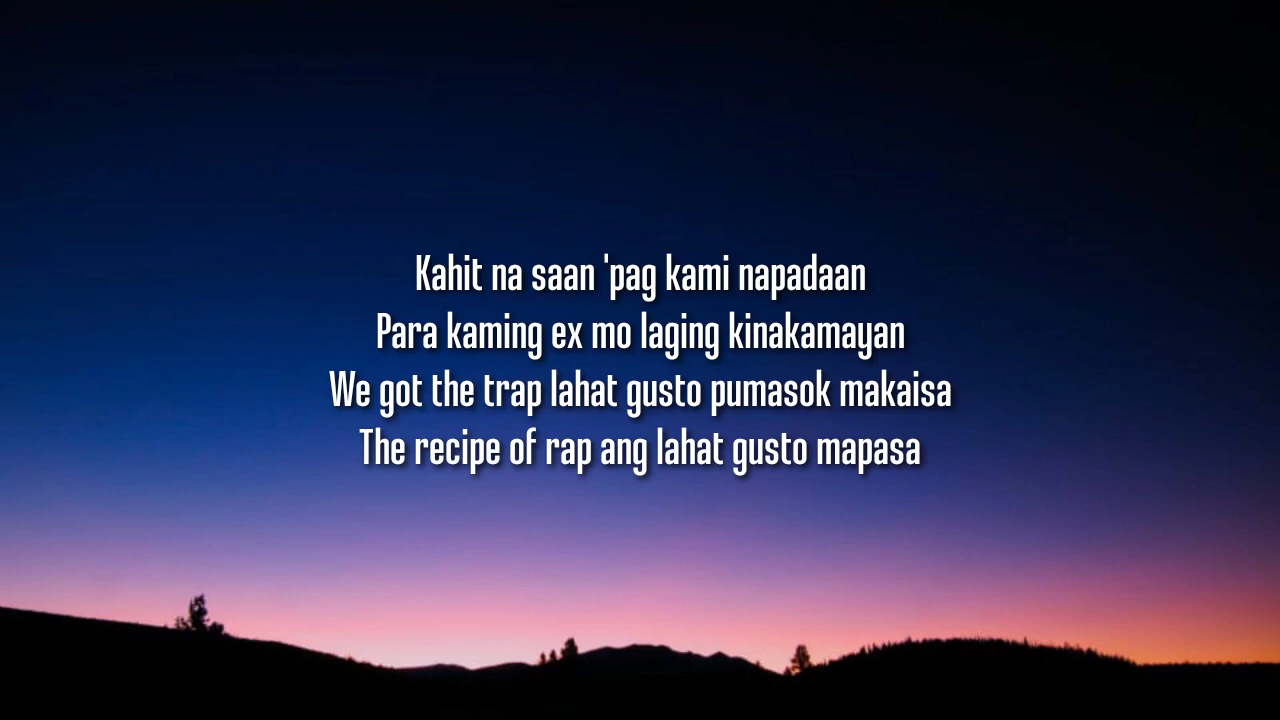 Kahit na saan 'pag kami napadaan
Para kaming ex mo laging kinakamayan
We got the trap lahat gusto pumasok makaisa
The recipe of rap ang lahat gusto mapasa